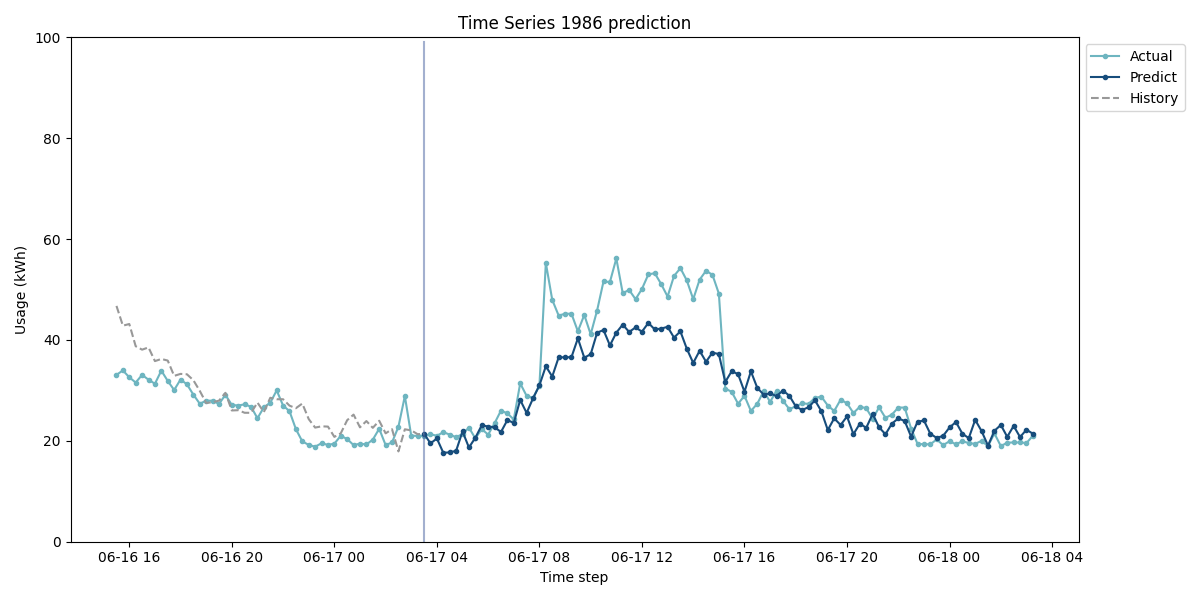 Time Series 1986 prediction
100
80
60
40
20
0
Usage (kWh)
06-16 16
06-16 20
06-17 00
06-17 04
06-17 08
06-17 12
06-17 16
06-17 20
06-18 00
06-18 04
Time step
Actual
Predict
History